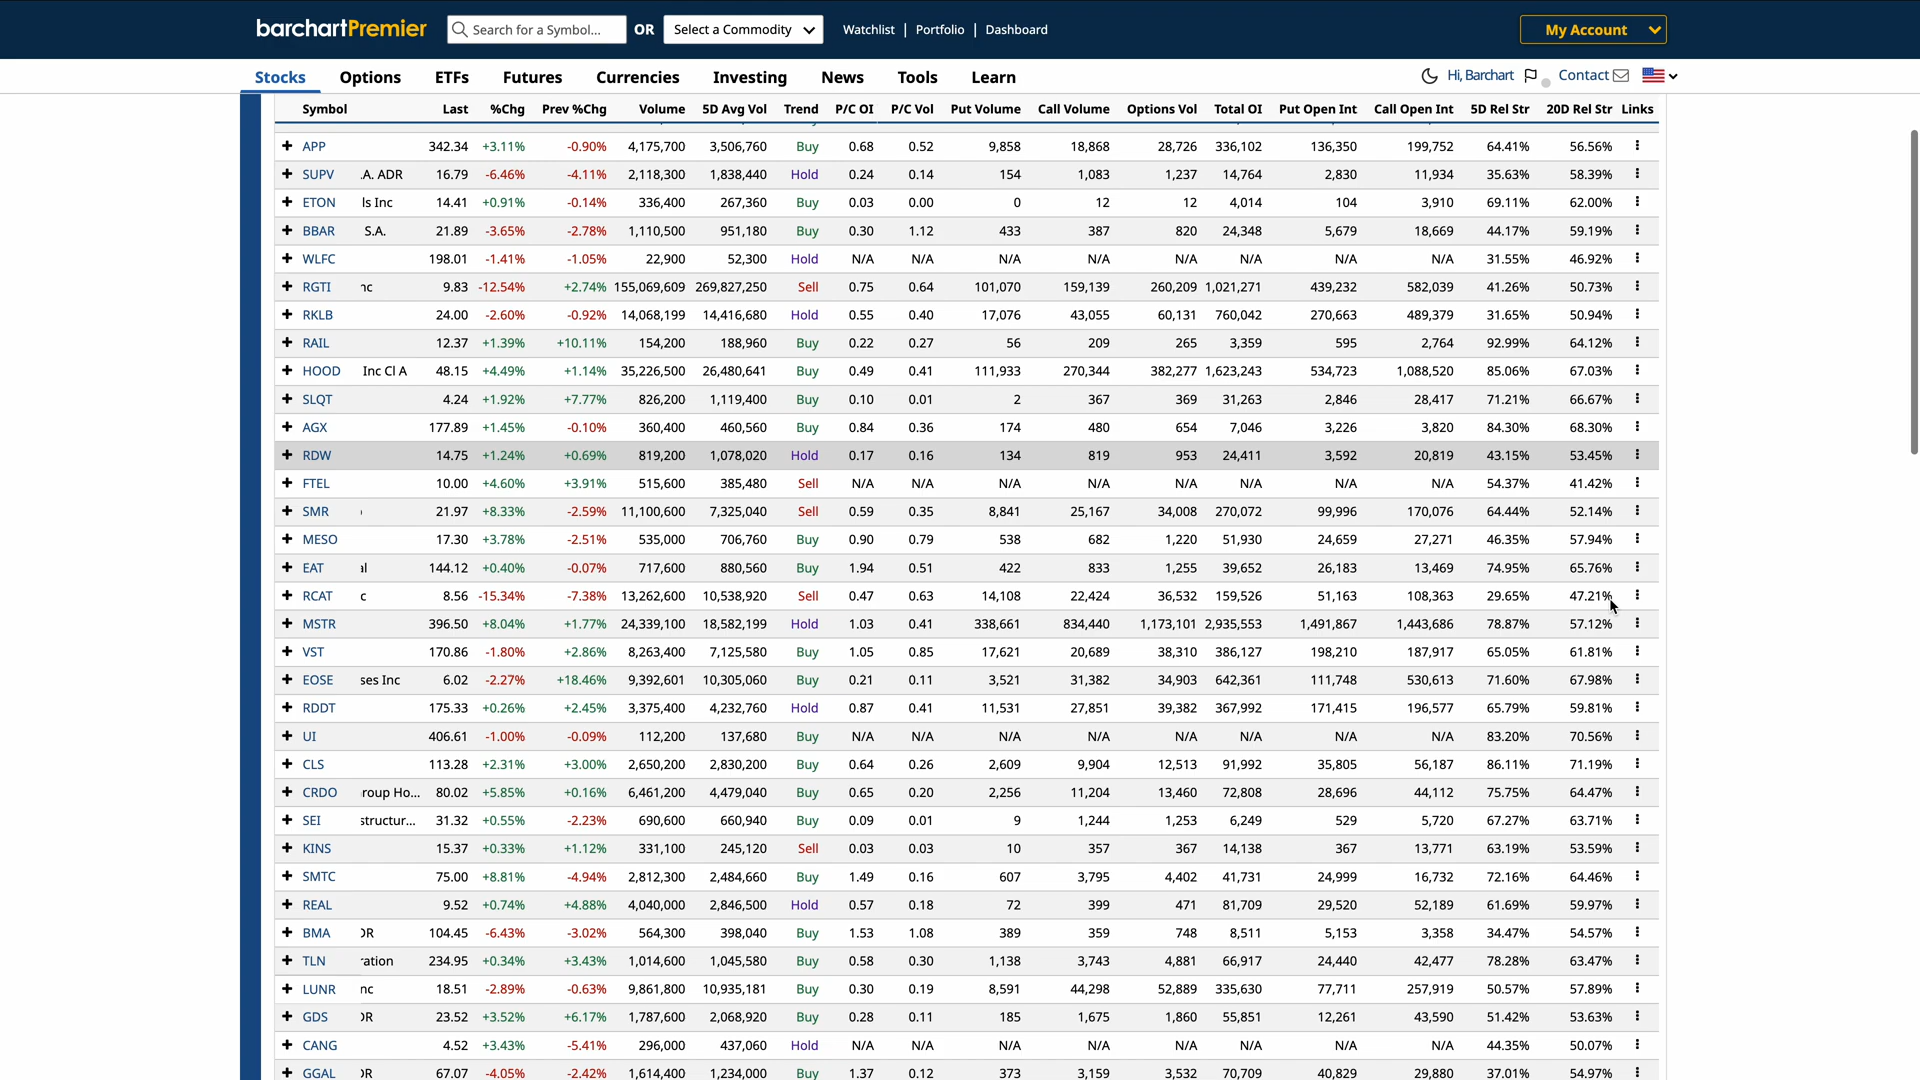 barchartPremier Search for a Symbol... OR Select a Commodity Watchlist | Portfolio | Dashboard My Account
Stocks Options ETFs Futures Currencies Investing News Tools Learn Hi, Barchart Contact
Symbol Last %Chg Prev %Chg Volume 5D Avg Vol Trend P/C OI P/C Vol Put Volume Call Volume Options Vol Total OI Put Open Int Call Open Int 5D Rel Str 20D Rel Str Links
APP 342.34 +3.11% -0.90% 4,175,700 3,506,760 Buy 0.68 0.52 9,858 18,868 28,726 336,102 136,350 199,752 64.41% 56.56%
SUPV .A. ADR 16.79 -6.46% -4.11% 2,118,300 1,838,440 Hold 0.24 0.14 154 1,083 1,237 14,764 2,830 11,934 35.63% 58.39%
ETON ls Inc 14.41 +0.91% -0.14% 336,400 267,360 Buy 0.03 0.00 0 12 12 4,014 104 3,910 69.11% 62.00%
BBAR S.A. 21.89 -3.65% -2.78% 1,110,500 951,180 Buy 0.30 1.12 433 387 820 24,348 5,679 18,669 44.17% 59.19%
WLFC 198.01 -1.41% -1.05% 22,900 52,300 Hold N/A N/A N/A N/A N/A N/A N/A N/A 31.55% 46.92%
RGTI nc 9.83 -12.54% +2.74% 155,069,609 269,827,250 Sell 0.75 0.64 101,070 159,139 260,209 1,021,271 439,232 582,039 41.26% 50.73%
RKLB 24.00 -2.60% -0.92% 14,068,199 14,416,680 Hold 0.55 0.40 17,076 43,055 60,131 760,042 270,663 489,379 31.65% 50.94%
RAIL 12.37 +1.39% +10.11% 154,200 188,960 Buy 0.22 0.27 56 209 265 3,359 595 2,764 92.99% 64.12%
HOOD Inc Cl A 48.15 +4.49% +1.14% 35,226,500 26,480,641 Buy 0.49 0.41 111,933 270,344 382,277 1,623,243 534,723 1,088,520 85.06% 67.03%
SLQT 4.24 +1.92% +7.77% 826,200 1,119,400 Buy 0.10 0.01 2 367 369 31,263 2,846 28,417 71.21% 66.67%
AGX 177.89 +1.45% -0.10% 360,400 460,560 Buy 0.84 0.36 174 480 654 7,046 3,226 3,820 84.30% 68.30%
RDW 14.75 +1.24% +0.69% 819,200 1,078,020 Hold 0.17 0.16 134 819 953 24,411 3,592 20,819 43.15% 53.45%
FTEL 10.00 +4.60% +3.91% 515,600 385,480 Sell N/A N/A N/A N/A N/A N/A N/A N/A 54.37% 41.42%
SMR 21.97 +8.33% -2.59% 11,100,600 7,325,040 Sell 0.59 0.35 8,841 25,167 34,008 270,072 99,996 170,076 64.44% 52.14%
MESO 17.30 +3.78% -2.51% 535,000 706,760 Buy 0.90 0.79 538 682 1,220 51,930 24,659 27,271 46.35% 57.94%
EAT al 144.12 +0.40% -0.07% 717,600 880,560 Buy 1.94 0.51 422 833 1,255 39,652 26,183 13,469 74.95% 65.76%
RCAT c 8.56 -15.34% -7.38% 13,262,600 10,538,920 Sell 0.47 0.63 14,108 22,424 36,532 159,526 51,163 108,363 29.65% 47.21%
MSTR 396.50 +8.04% +1.77% 24,339,100 18,582,199 Hold 1.03 0.41 338,661 834,440 1,173,101 2,935,553 1,491,867 1,443,686 78.87% 57.12%
VST 170.86 -1.80% +2.86% 8,263,400 7,125,580 Buy 1.05 0.85 17,621 20,689 38,310 386,127 198,210 187,917 65.05% 61.81%
EOSE ses Inc 6.02 -2.27% +18.46% 9,392,601 10,305,060 Buy 0.21 0.11 3,521 31,382 34,903 642,361 111,748 530,613 71.60% 67.98%
RDDT 175.33 +0.26% +2.45% 3,375,400 4,232,760 Hold 0.87 0.41 11,531 27,851 39,382 367,992 171,415 196,577 65.79% 59.81%
UI 406.61 -1.00% -0.09% 112,200 137,680 Buy N/A N/A N/A N/A N/A N/A N/A N/A 83.20% 70.56%
CLS 113.28 +2.31% +3.00% 2,650,200 2,830,200 Buy 0.64 0.26 2,609 9,904 12,513 91,992 35,805 56,187 86.11% 71.19%
CRDO roup Ho... 80.02 +5.85% +0.16% 6,461,200 4,479,040 Buy 0.65 0.20 2,256 11,204 13,460 72,808 28,696 44,112 75.75% 64.47%
SEI structur... 31.32 +0.55% -2.23% 690,600 660,940 Buy 0.09 0.01 9 1,244 1,253 6,249 529 5,720 67.27% 63.71%
KINS 15.37 +0.33% +1.12% 331,100 245,120 Sell 0.03 0.03 10 357 367 14,138 367 13,771 63.19% 53.59%
SMTC 75.00 +8.81% -4.94% 2,812,300 2,484,660 Buy 1.49 0.16 607 3,795 4,402 41,731 24,999 16,732 72.16% 64.46%
REAL 9.52 +0.74% +4.88% 4,040,000 2,846,500 Hold 0.57 0.18 72 399 471 81,709 29,520 52,189 61.69% 59.97%
BMA DR 104.45 -6.43% -3.02% 564,300 398,040 Buy 1.53 1.08 389 359 748 8,511 5,153 3,358 34.47% 54.57%
TLN ration 234.95 +0.34% +3.43% 1,014,600 1,045,580 Buy 0.58 0.30 1,138 3,743 4,881 66,917 24,440 42,477 78.28% 63.47%
LUNR nc 18.51 -2.89% -0.63% 9,861,800 10,935,181 Buy 0.30 0.19 8,591 44,298 52,889 335,630 77,711 257,919 50.57% 57.89%
GDS DR 23.52 +3.52% +6.17% 1,787,600 2,068,920 Buy 0.28 0.11 185 1,675 1,860 55,851 12,261 43,590 51.42% 53.63%
CANG 4.52 +3.43% -5.41% 296,000 437,060 Hold N/A N/A N/A N/A N/A N/A N/A N/A 44.35% 50.07%
GGAL DR 67.07 -4.05% -2.42% 1,614,400 1,234,000 Buy 1.37 0.12 373 3,159 3,532 70,709 40,829 29,880 37.01% 54.97%